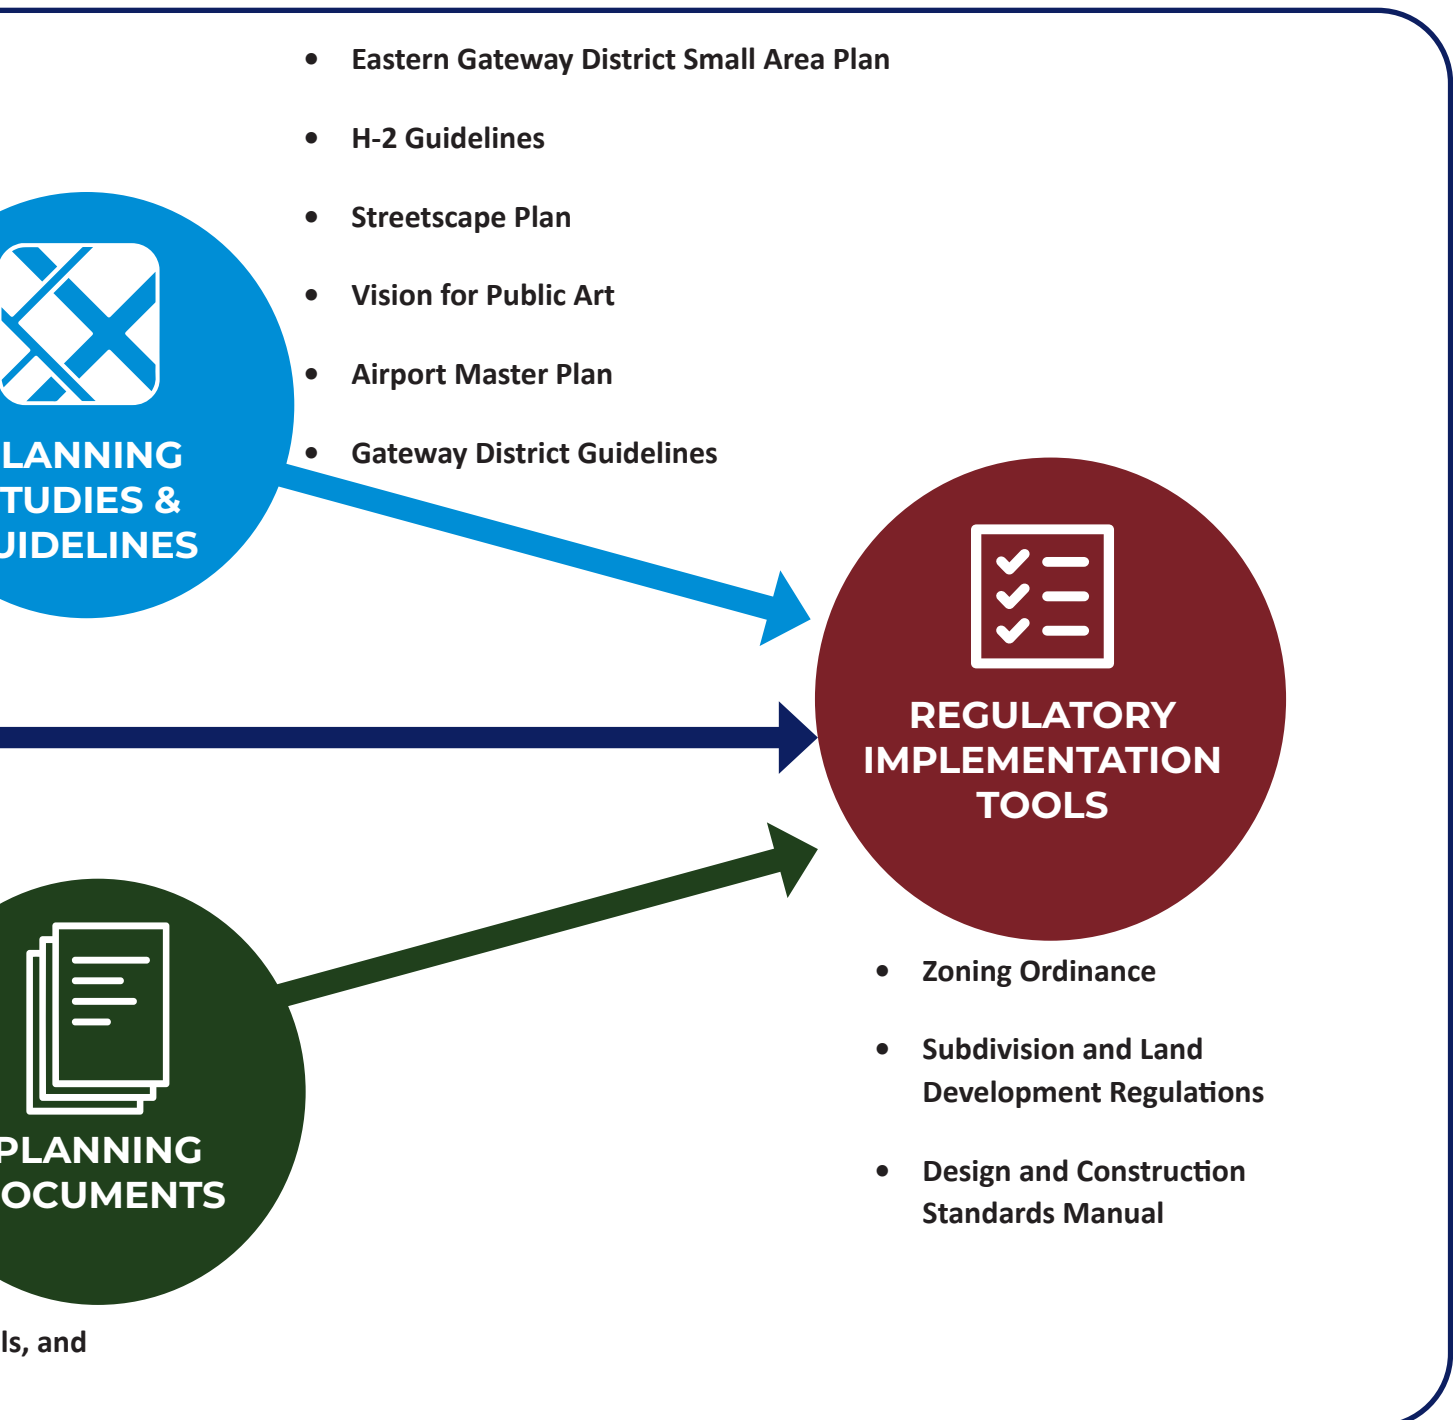 • Eastern Gateway District Small Area Plan
• H-2 Guidelines
• Streetscape Plan
• Vision for Public Art
• Airport Master Plan
• Gateway District Guidelines
LANNING
TUDIES &
UIDELINES
REGULATORY
IMPLEMENTATION
TOOLS
• Zoning Ordinance
• Subdivision and Land
Development Regulations
• Design and Construction
Standards Manual
PLANNING
OCUMENTS
ls, and